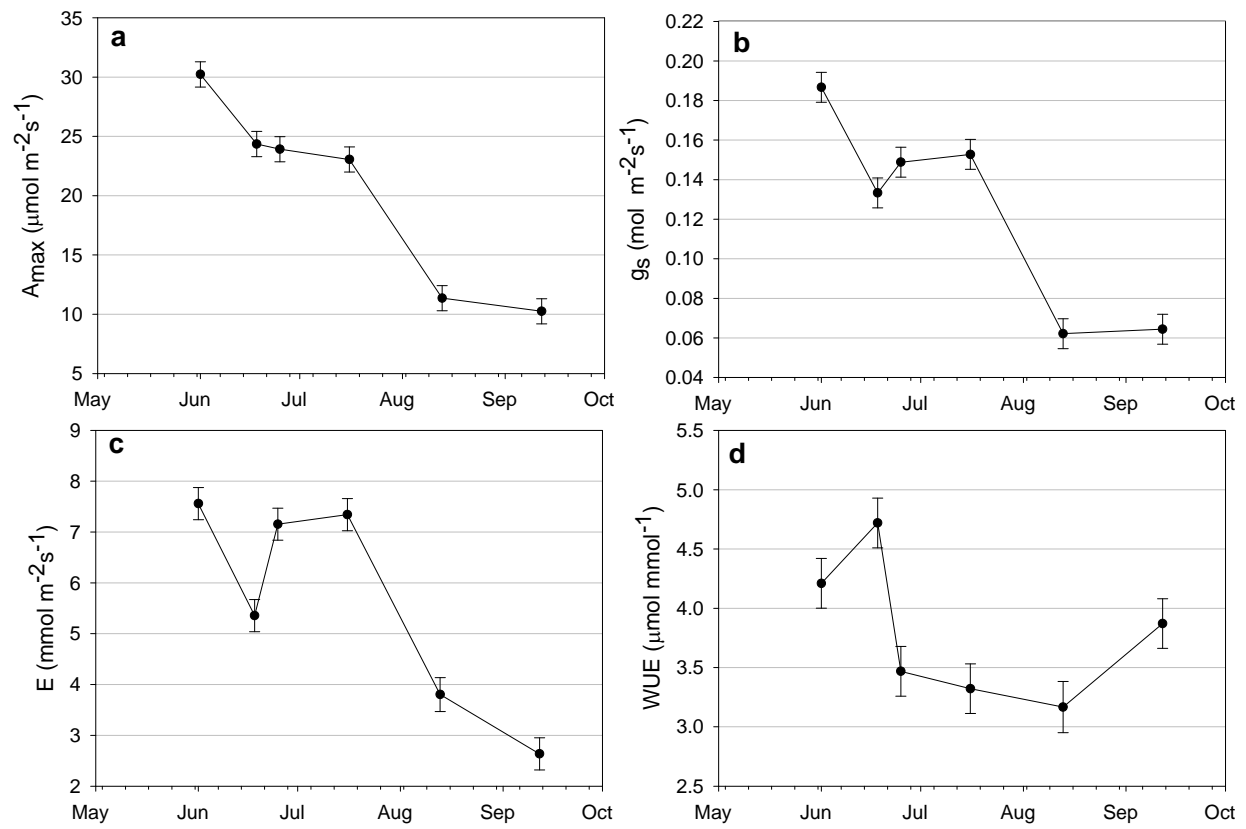 a
35
30
25
20
15
10
5
Amax (μmol m-2s-1)
May Jun Jul Aug Sep Oct
b
0.22
0.20
0.18
0.16
0.14
0.12
0.10
0.08
0.06
0.04
gs (mol m-2s-1)
May Jun Jul Aug Sep Oct
c
9
8
7
6
5
4
3
2
E (mmol m-2s-1)
May Jun Jul Aug Sep Oct
d
5.5
5.0
4.5
4.0
3.5
3.0
2.5
WUE (μmol mmol-1)
May Jun Jul Aug Sep Oct